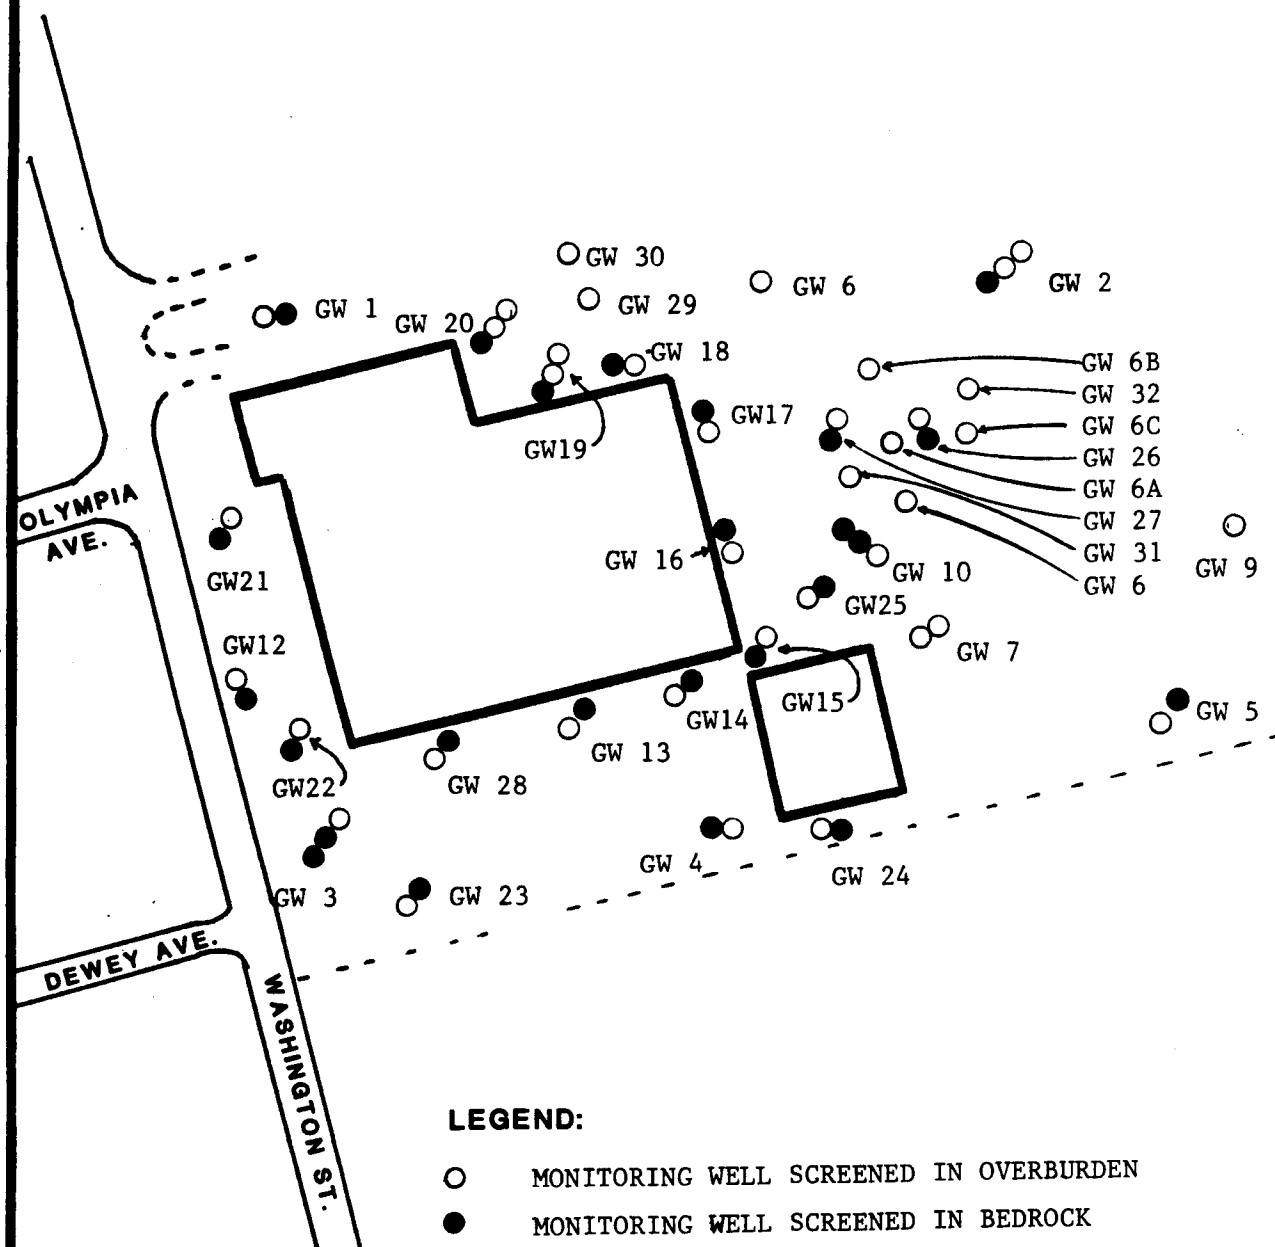 GW 30
GW 6
GW 2
GW 29
GW 1
GW 20
GW 18
GW 6B
GW 32
GW17
GW 6C
GW19
GW 26
GW 6A
OLYMPIA
AVE.
GW 27
GW 31
GW 16
GW 10
GW 9
GW21
GW 6
GW25
GW12
GW 7
GW15
GW14
GW 5
GW 13
GW22
GW 28
GW 4
GW 24
GW 3
GW 23
DEWEY AVE.
WASHINGTON ST.
LEGEND:
MONITORING WELL SCREENED IN OVERBURDEN
MONITORING WELL SCREENED IN BEDROCK